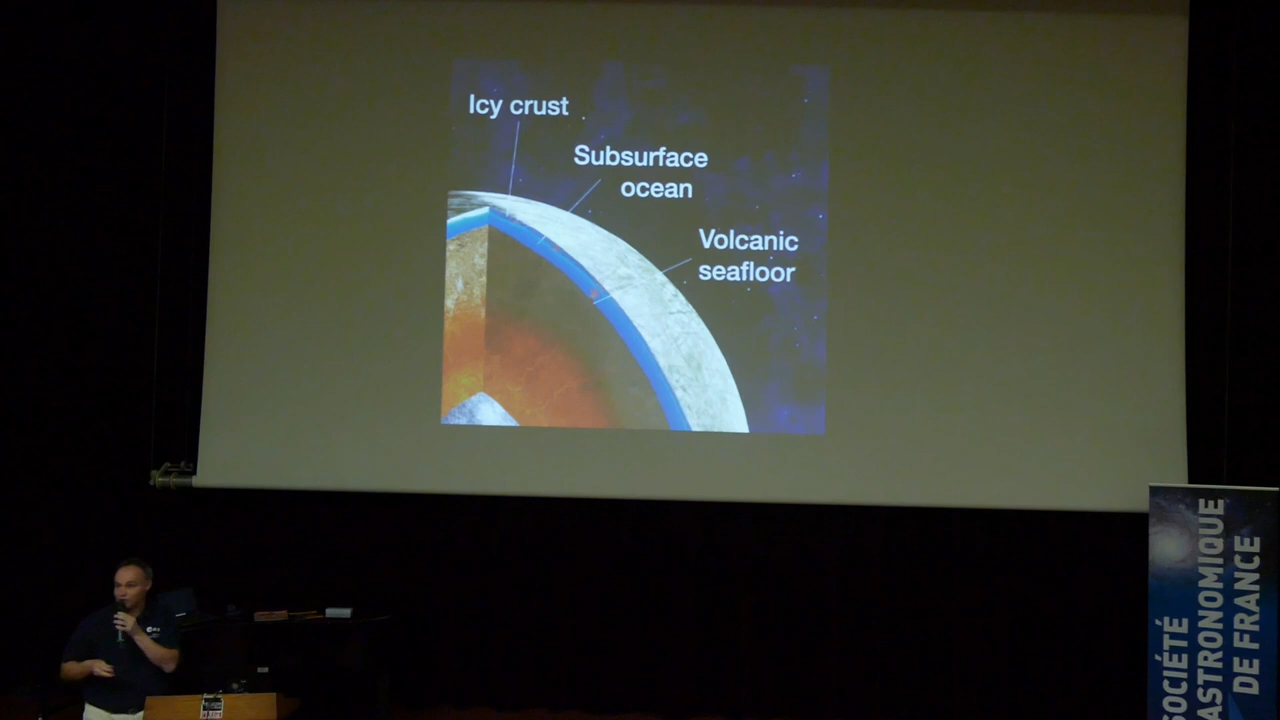 Icy crust
Subsurface
ocean
Volcanic
seafloor
SOCIÉTÉ
ASTRONOMIQUE
DE FRANCE